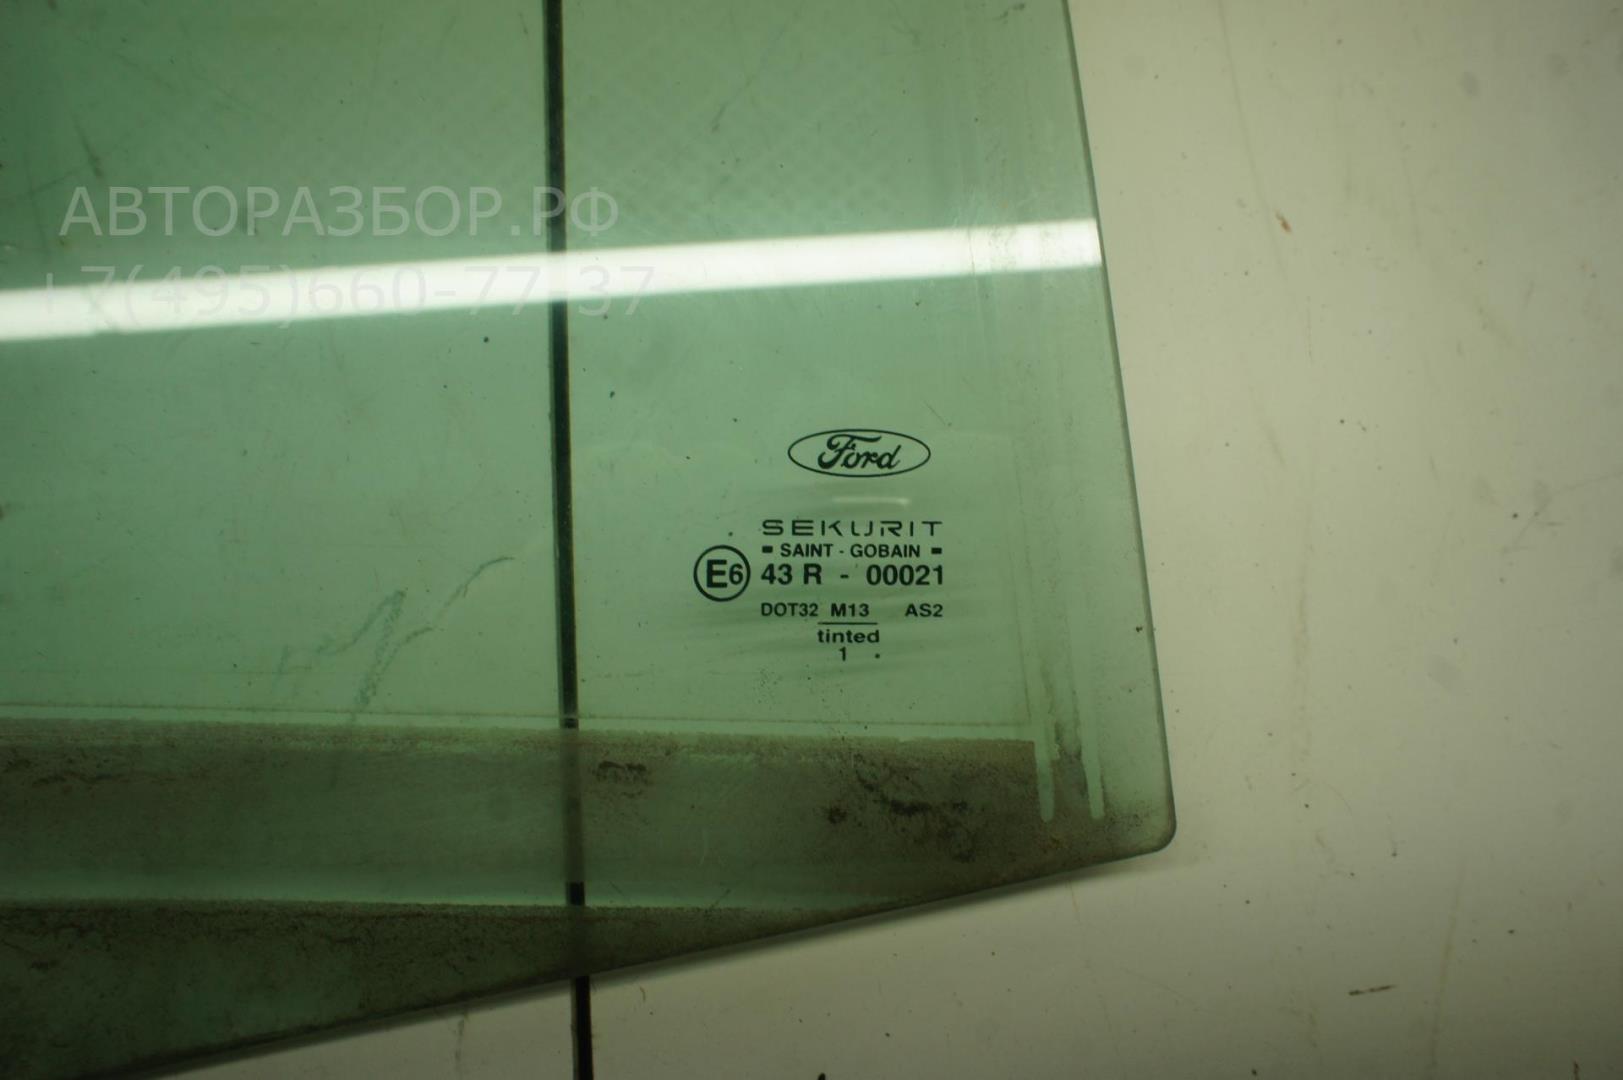 АВТОРАЗБОР.РФ
+7(495)660-77-37
Ford
SEKURIT
SAINT - GOBAIN
E6 43 R - 00021
DOT32 M13 AS2
tinted
1 .